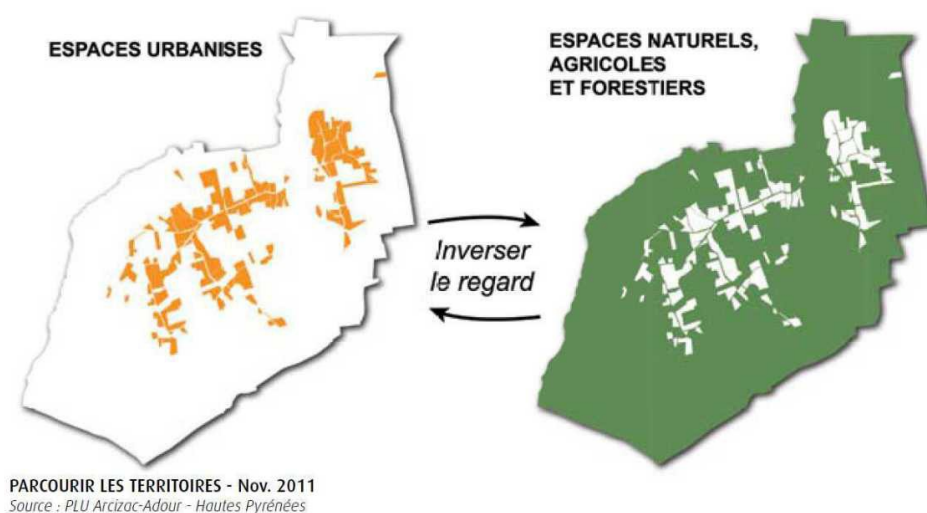 ESPACES URBANISES
ESPACES NATURELS,
AGRICOLES
ET FORESTIERS
Inverser
le regard
PARCOURIR LES TERRITOIRES - Nov. 2011
Source : PLU Arcizac-Adour - Hautes Pyrénées